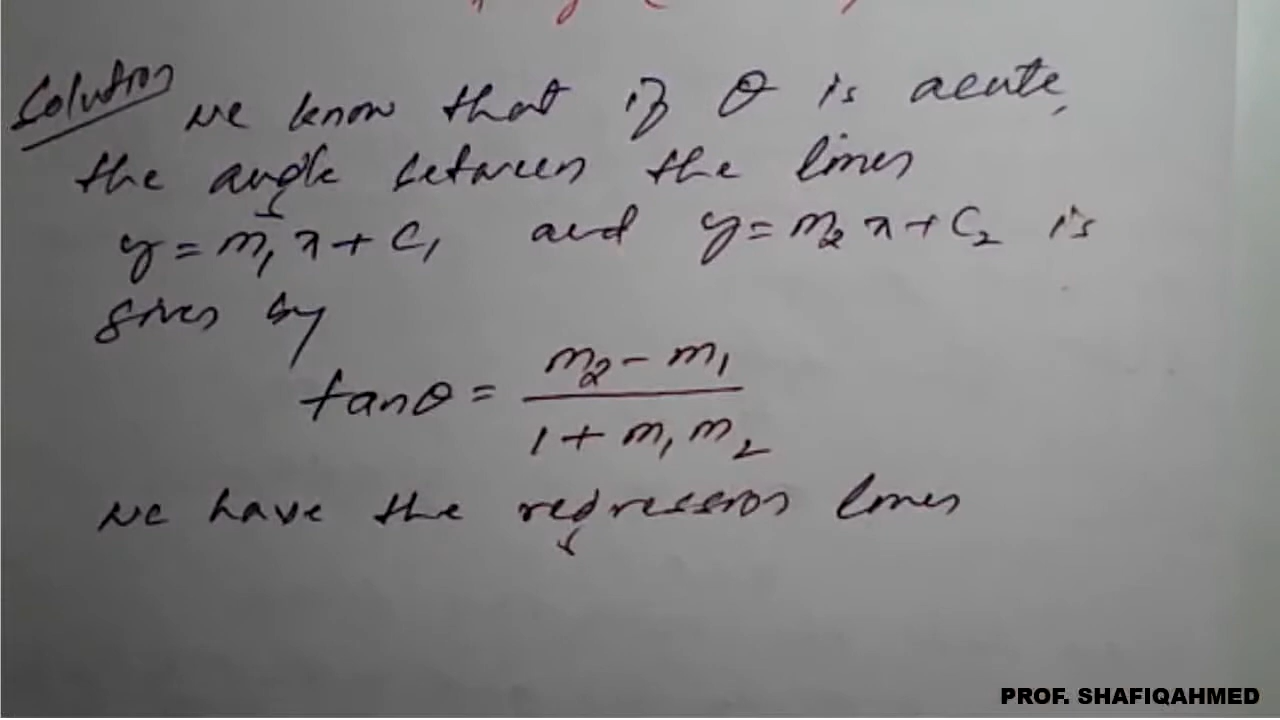 Solution
we know that if θ is acute,
the angle between the lines
y = m₁x + c₁ and y = m₂x + c₂ is
given by
tanθ = (m₂ - m₁) / (1 + m₁m₂)
we have the regression lines
PROF. SHAFIQAHMED